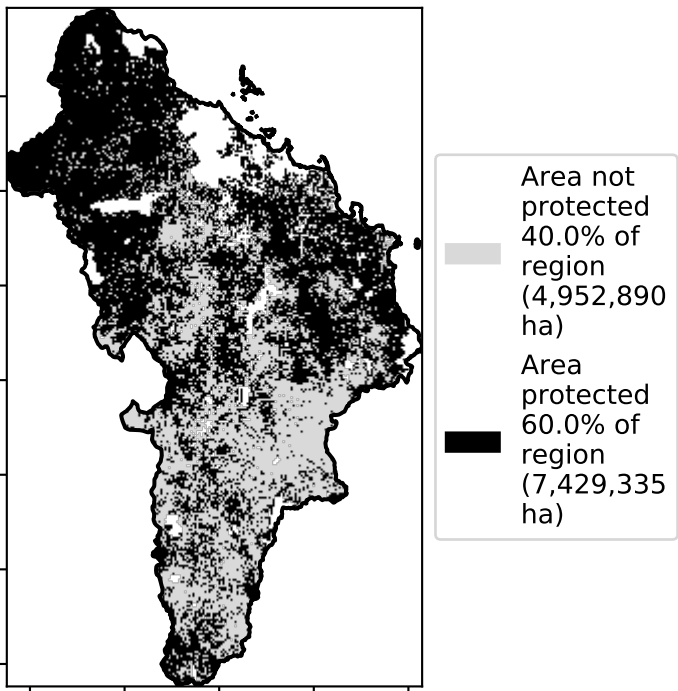 Area not
protected
40.0% of
region
(4,952,890
ha)
Area
protected
60.0% of
region
(7,429,335
ha)